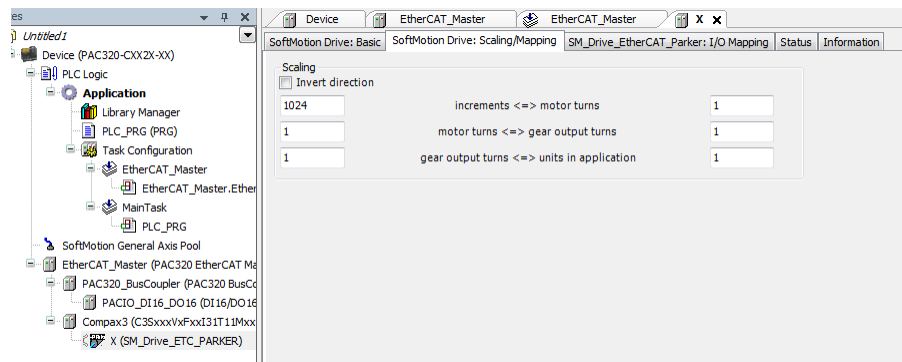 es
Untitled1
Device (PAC320-CXX2X-XX)
PLC Logic
Application
Library Manager
PLC_PRG (PRG)
Task Configuration
EtherCAT_Master
EtherCAT_Master.Ether
MainTask
PLC_PRG
SoftMotion General Axis Pool
EtherCAT_Master (PAC320 EtherCAT Ma
PAC320_BusCoupler (PAC320 BusCo
PACIO_DI16_DO16 (DI16/DO16
Compax3 (C3SxxxVxFxxI31T11Mxx
X (SM_Drive_ETC_PARKER)
Device EtherCAT_Master EtherCAT_Master X
SoftMotion Drive: Basic SoftMotion Drive: Scaling/Mapping SM_Drive_EtherCAT_Parker: I/O Mapping Status Information
Scaling
Invert direction
1024 increments <=> motor turns 1
1 motor turns <=> gear output turns 1
1 gear output turns <=> units in application 1